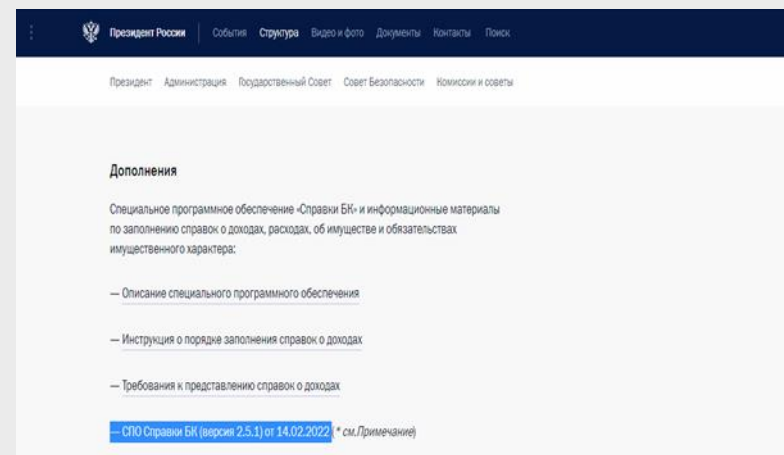 Президент России События Структура Видео и фото Документы Контакты Поиск
Президент Администрация Государственный Совет Совет Безопасности Комиссии и советы
Дополнения
Специальное программное обеспечение «Справки БК» и информационные материалы
по заполнению справок о доходах, расходах, об имуществе и обязательствах
имущественного характера:
— Описание специального программного обеспечения
— Инструкция о порядке заполнения справок о доходах
— Требования к представлению справок о доходах
— СПО Справки БК (версия 2.5.1) от 14.02.2022 (* см.Примечание)